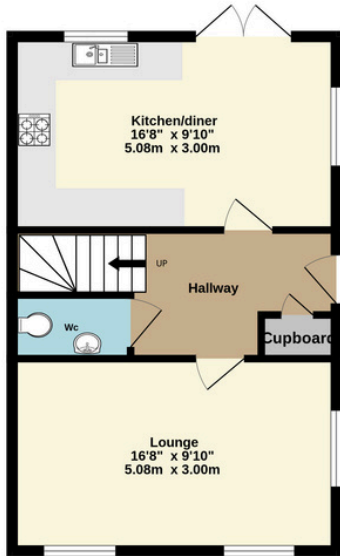 Kitchen/diner
16'8" x 9'10"
5.08m x 3.00m
UP
Hallway
Wc
Cupboard
Lounge
16'8" x 9'10"
5.08m x 3.00m